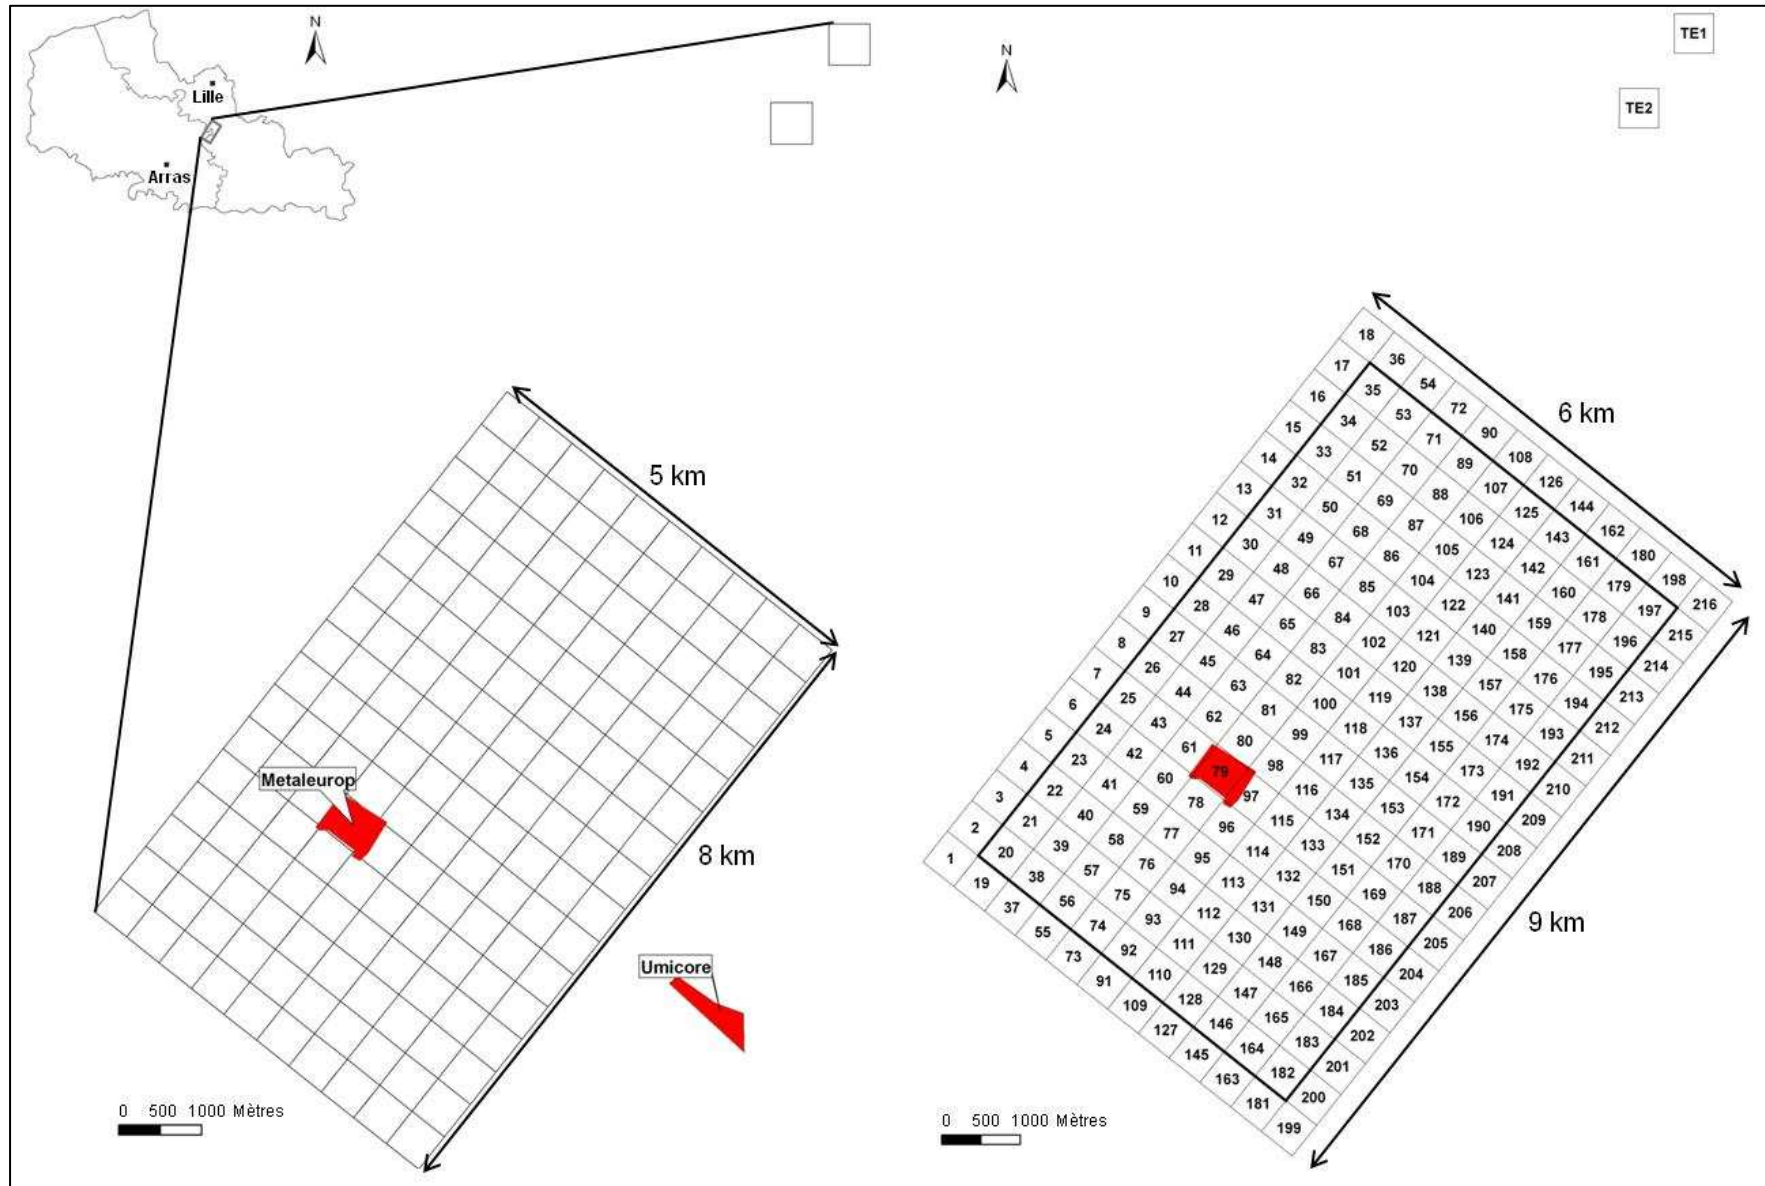 N
Lille
Arras
5 km
Metaleurop
8 km
Umicore
0 500 1000 Mètres
N
TE1
TE2
6 km
9 km
18 36 54 72 90 108 126 144 162 180 198 216
17 35 53 71 89 107 125 143 161 179 197 215
16 34 52 70 88 106 124 142 160 178 196 214
15 33 51 69 87 105 123 141 159 177 195 213
14 32 50 68 86 104 122 140 158 176 194 212
13 31 49 67 85 103 121 139 157 175 193 211
12 30 48 66 84 102 120 138 156 174 192 210
11 29 47 65 83 101 119 137 155 173 191 209
10 28 46 64 82 100 118 136 154 172 190 208
9 27 45 63 81 99 117 135 153 171 189 207
8 26 44 62 80 98 116 134 152 170 188 206
7 25 43 61 79 97 115 133 151 169 187 205
6 24 42 60 78 96 114 132 150 168 186 204
5 23 41 59 77 95 113 131 149 167 185 203
4 22 40 58 76 94 112 130 148 166 184 202
3 21 39 57 75 93 111 129 147 165 183 201
2 20 38 56 74 92 110 128 146 164 182 200
1 19 37 55 73 91 109 127 145 163 181 199
0 500 1000 Mètres